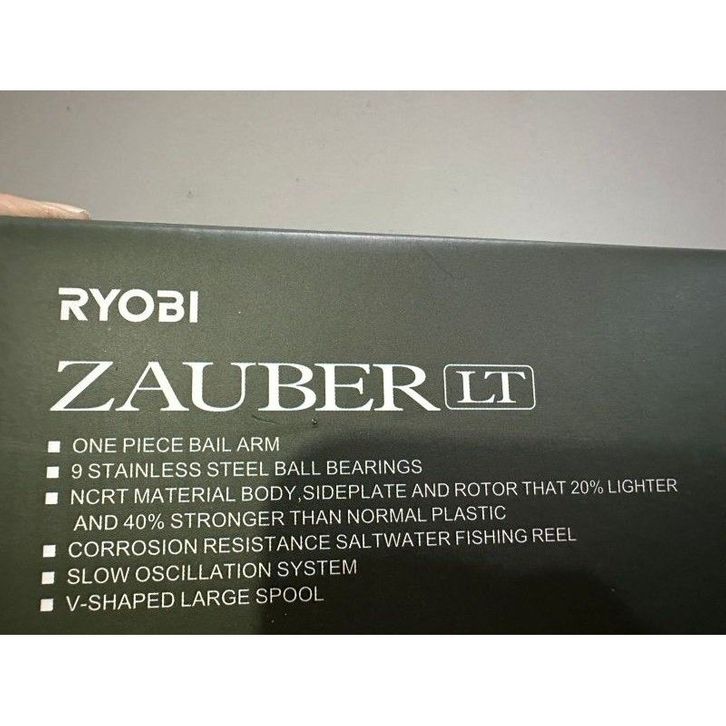 RYOBI
ZAUBER LT
■ ONE PIECE BAIL ARM
■ 9 STAINLESS STEEL BALL BEARINGS
■ NCRT MATERIAL BODY,SIDEPLATE AND ROTOR THAT 20% LIGHTER
AND 40% STRONGER THAN NORMAL PLASTIC
■ CORROSION RESISTANCE SALTWATER FISHING REEL
■ SLOW OSCILLATION SYSTEM
■ V-SHAPED LARGE SPOOL